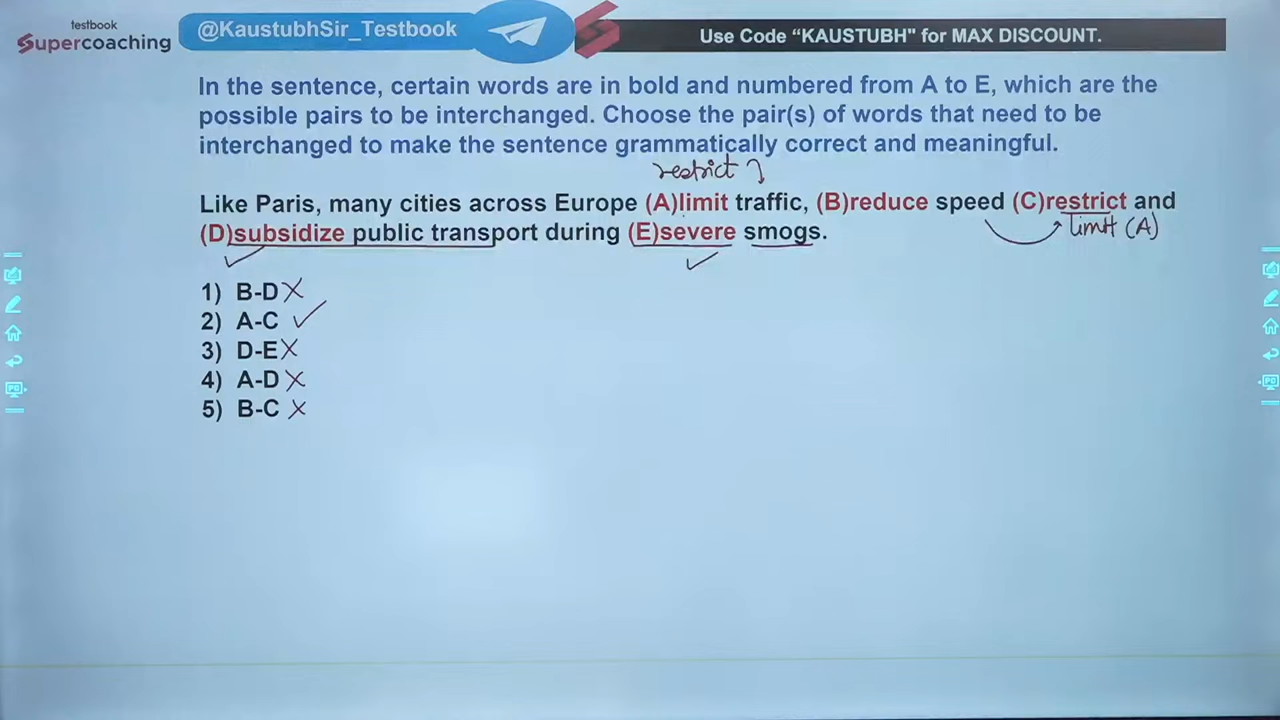 testbook
Supercoaching
@KaustubhSir_Testbook
Use Code “KAUSTUBH" for MAX DISCOUNT.
In the sentence, certain words are in bold and numbered from A to E, which are the
possible pairs to be interchanged. Choose the pair(s) of words that need to be
interchanged to make the sentence grammatically correct and meaningful.
restrict
Like Paris, many cities across Europe (A)limit traffic, (B)reduce speed (C)restrict and
limit (A)
(D)subsidize public transport during (E)severe smogs.
1) B-D
2) A-C
3) D-E
4) A-D
5) B-C
PC
PC